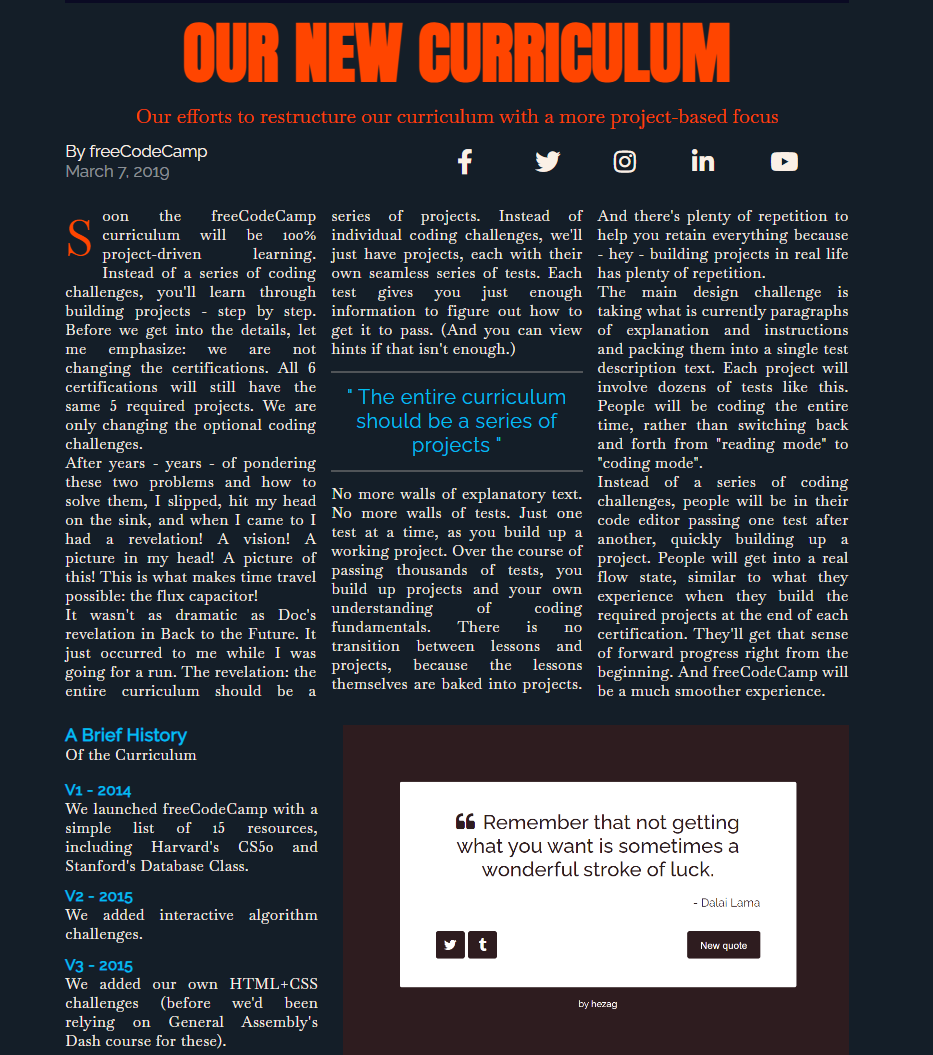 OUR NEW CURRICULUM
Our efforts to restructure our curriculum with a more project-based focus
By freeCodeCamp
March 7, 2019
Soon the freeCodeCamp
curriculum will be 100%
project-driven learning.
Instead of a series of coding
challenges, you'll learn through
building projects - step by step.
Before we get into the details, let
me emphasize: we are not
changing the certifications. All 6
certifications will still have the
same 5 required projects. We are
only changing the optional coding
challenges.
After years - years - of pondering
these two problems and how to
solve them, I slipped, hit my head
on the sink, and when I came to I
had a revelation! A vision! A
picture in my head! A picture of
this! This is what makes time travel
possible: the flux capacitor!
It wasn't as dramatic as Doc's
revelation in Back to the Future. It
just occurred to me while I was
going for a run. The revelation: the
entire curriculum should be a
series of projects. Instead of
individual coding challenges, we'll
just have projects, each with their
own seamless series of tests. Each
test gives you just enough
information to figure out how to
get it to pass. (And you can view
hints if that isn't enough.)
" The entire curriculum
should be a series of
projects "
No more walls of explanatory text.
No more walls of tests. Just one
test at a time, as you build up a
working project. Over the course of
passing thousands of tests, you
build up projects and your own
understanding of coding
fundamentals. There is no
transition between lessons and
projects, because the lessons
themselves are baked into projects.
And there's plenty of repetition to
help you retain everything because
- hey - building projects in real life
has plenty of repetition.
The main design challenge is
taking what is currently paragraphs
of explanation and instructions
and packing them into a single test
description text. Each project will
involve dozens of tests like this.
People will be coding the entire
time, rather than switching back
and forth from "reading mode" to
"coding mode".
Instead of a series of coding
challenges, people will be in their
code editor passing one test after
another, quickly building up a
project. People will get into a real
flow state, similar to what they
experience when they build the
required projects at the end of each
certification. They'll get that sense
of forward progress right from the
beginning. And freeCodeCamp will
be a much smoother experience.
A Brief History
Of the Curriculum
V1 - 2014
We launched freeCodeCamp with a
simple list of 15 resources,
including Harvard's CS50 and
Stanford's Database Class.
V2 - 2015
We added interactive algorithm
challenges.
V3 - 2015
We added our own HTML+CSS
challenges (before we'd been
relying on General Assembly's
Dash course for these).
“ Remember that not getting
what you want is sometimes a
wonderful stroke of luck.
- Dalai Lama
New quote
by hezag